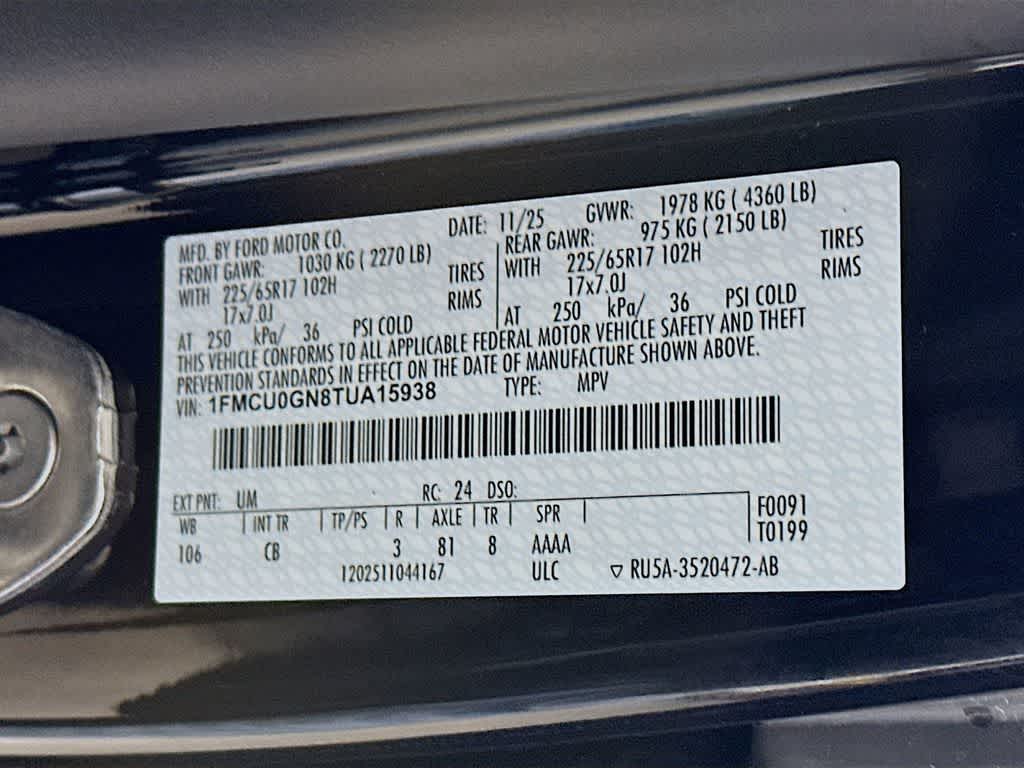 MFD. BY FORD MOTOR CO. DATE: 11/25 GVWR: 1978 KG ( 4360 LB)
FRONT GAWR: 1030 KG ( 2270 LB) REAR GAWR: 975 KG ( 2150 LB)
WITH 225/65R17 102H TIRES WITH 225/65R17 102H TIRES
17x7.0J RIMS 17x7.0J RIMS
AT 250 kPa/ 36 PSI COLD AT 250 kPa/ 36 PSI COLD
THIS VEHICLE CONFORMS TO ALL APPLICABLE FEDERAL MOTOR VEHICLE SAFETY AND THEFT
PREVENTION STANDARDS IN EFFECT ON THE DATE OF MANUFACTURE SHOWN ABOVE.
VIN: 1FMCU0GN8TUA15938 TYPE: MPV
EXT PNT: UM RC: 24 DSO:
WB INT TR TP/PS R AXLE TR SPR F0091
106 CB 3 81 8 AAAA T0199
1202511044167 ULC ▽ RU5A-3520472-AB